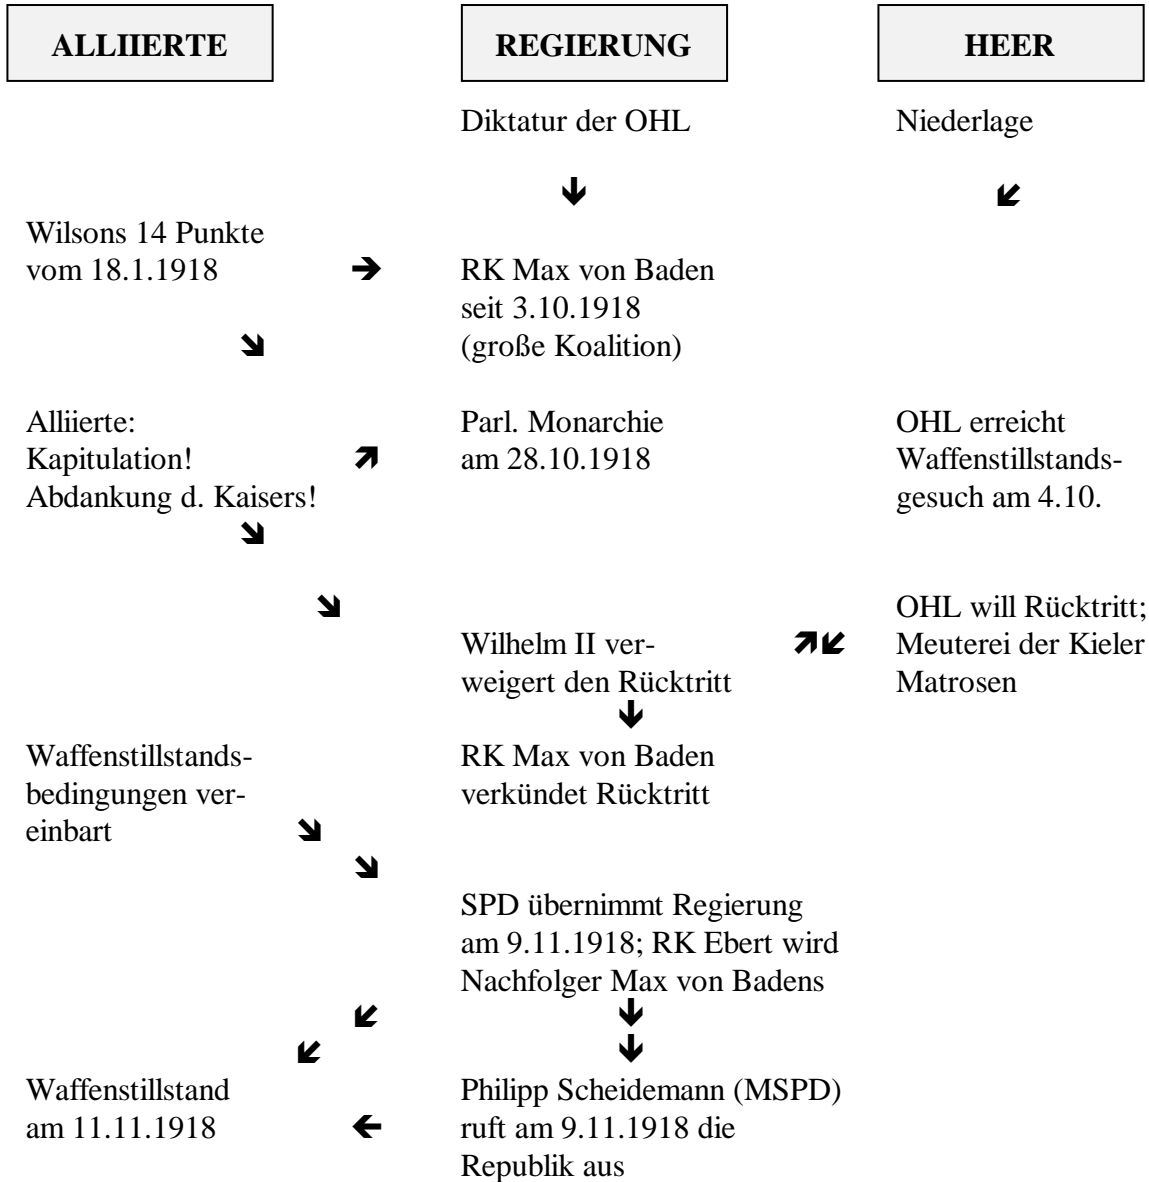 ALLIIERTE
REGIERUNG
HEER
Diktatur der OHL
Niederlage
🡫
🡯
Wilsons 14 Punkte
vom 18.1.1918 🡪
RK Max von Baden
seit 3.10.1918
(große Koalition)
🡮
Alliierte:
Kapitulation! 🡭
Abdankung d. Kaisers!
🡮
Parl. Monarchie
am 28.10.1918
OHL erreicht
Waffenstillstands-
gesuch am 4.10.
🡮
Wilhelm II ver- 🡭🡯
weigert den Rücktritt
🡫
OHL will Rücktritt;
Meuterei der Kieler
Matrosen
Waffenstillstands-
bedingungen ver-
einbart 🡮
🡮
RK Max von Baden
verkündet Rücktritt
SPD übernimmt Regierung
am 9.11.1918; RK Ebert wird
Nachfolger Max von Badens
🡯 🡫
🡯 🡫
Waffenstillstand
am 11.11.1918 🡨
Philipp Scheidemann (MSPD)
ruft am 9.11.1918 die
Republik aus